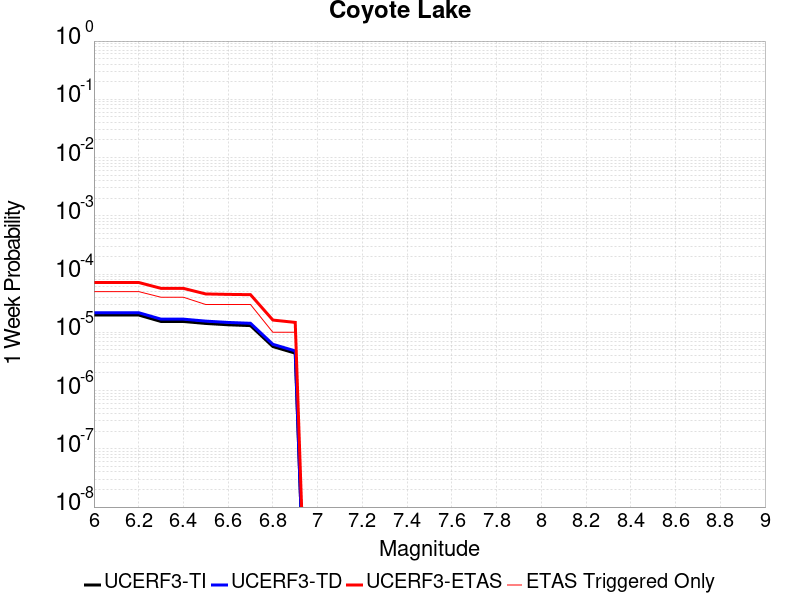 Coyote Lake
10^0
10^-1
10^-2
10^-3
10^-4
10^-5
10^-6
10^-7
10^-8
1 Week Probability
6 6.2 6.4 6.6 6.8 7 7.2 7.4 7.6 7.8 8 8.2 8.4 8.6 8.8 9
Magnitude
UCERF3-TI UCERF3-TD UCERF3-ETAS ETAS Triggered Only